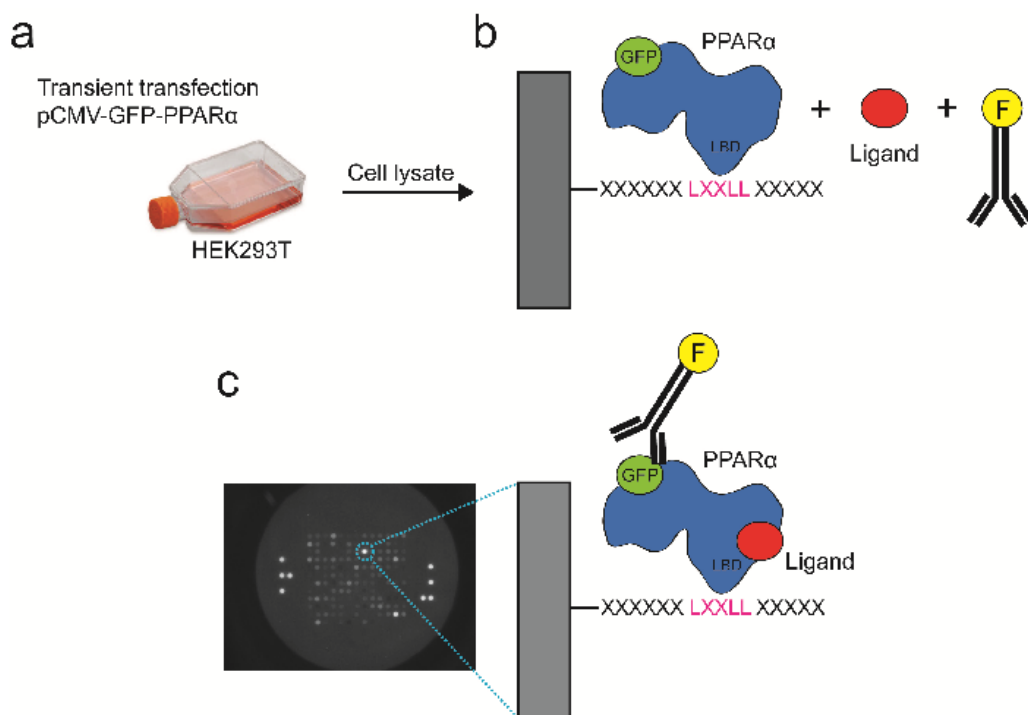 a
Transient transfection
pCMV-GFP-PPARα
Cell lysate
HEK293T
b
GFP
PPARα
LBD
+
Ligand
+
F
XXXXXX LXXLL XXXXX
c
F
GFP
PPARα
LBD
Ligand
XXXXXX LXXLL XXXXX